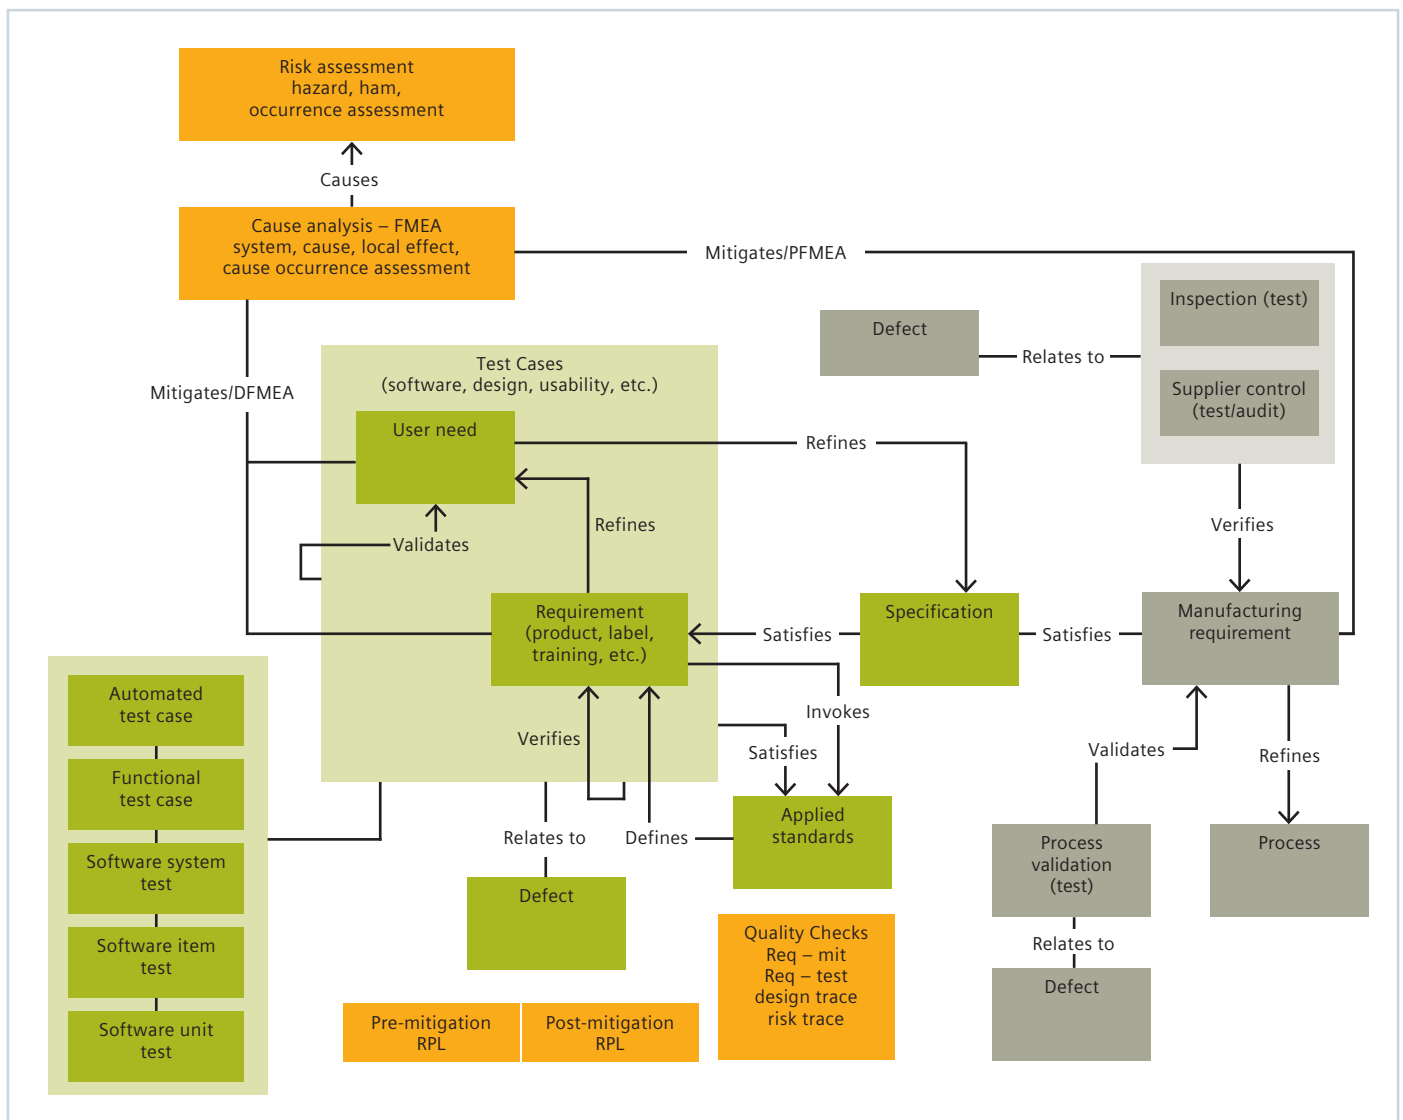 Risk assessment
hazard, ham,
occurrence assessment
Causes
Cause analysis – FMEA
system, cause, local effect,
cause occurrence assessment
Mitigates/PFMEA
Inspection (test)
Defect
Relates to
Supplier control
(test/audit)
Test Cases
(software, design, usability, etc.)
Mitigates/DFMEA
User need
Refines
Refines
Validates
Verifies
Requirement
(product, label,
training, etc.)
Satisfies
Specification
Satisfies
Manufacturing
requirement
Automated
test case
Functional
test case
Software system
test
Software item
test
Software unit
test
Verifies
Invokes
Satisfies
Validates
Refines
Relates to
Defines
Applied
standards
Defect
Process
validation
(test)
Process
Relates to
Defect
Quality Checks
Req – mit
Req – test
design trace
risk trace
Pre-mitigation
RPL
Post-mitigation
RPL